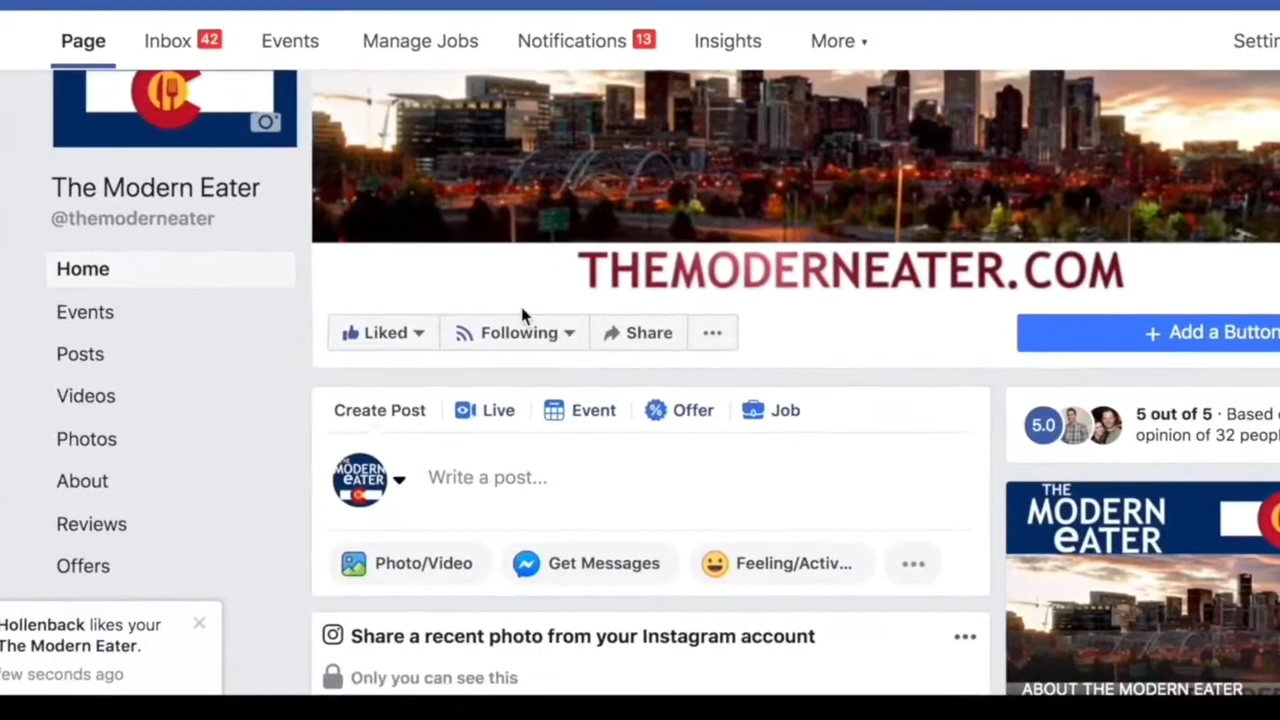 Page
Inbox 42
Events
Manage Jobs
Notifications 13
Insights
More
Settin
The Modern Eater
@themoderneater
Home
Events
Posts
Videos
Photos
About
Reviews
Offers
Hollenback likes your
The Modern Eater.
few seconds ago
THEMODERNEATER.COM
Liked
Following
Share
+ Add a Button
Create Post
Live
Event
Offer
Job
THE
MODERN
eATER
Write a post...
Photo/Video
Get Messages
Feeling/Activ...
Share a recent photo from your Instagram account
Only you can see this
5.0
5 out of 5 · Based
opinion of 32 peop
THE
MODERN
eATER
ABOUT THE MODERN EATER